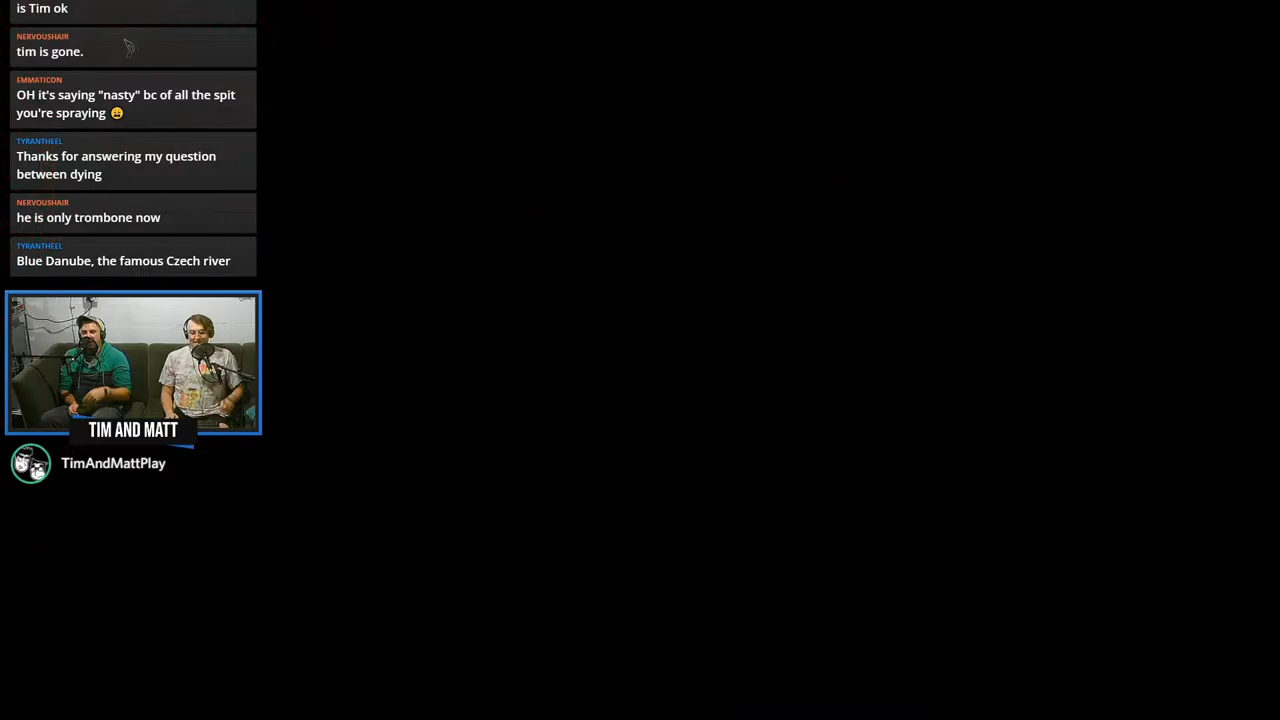 is Tim ok
NERVOUSHAIR
tim is gone.
EMMATICON
OH it's saying "nasty" bc of all the spit
you're spraying 😩
TYRANTHEEL
Thanks for answering my question
between dying
NERVOUSHAIR
he is only trombone now
TYRANTHEEL
Blue Danube, the famous Czech river
TIM AND MATT
TimAndMattPlay